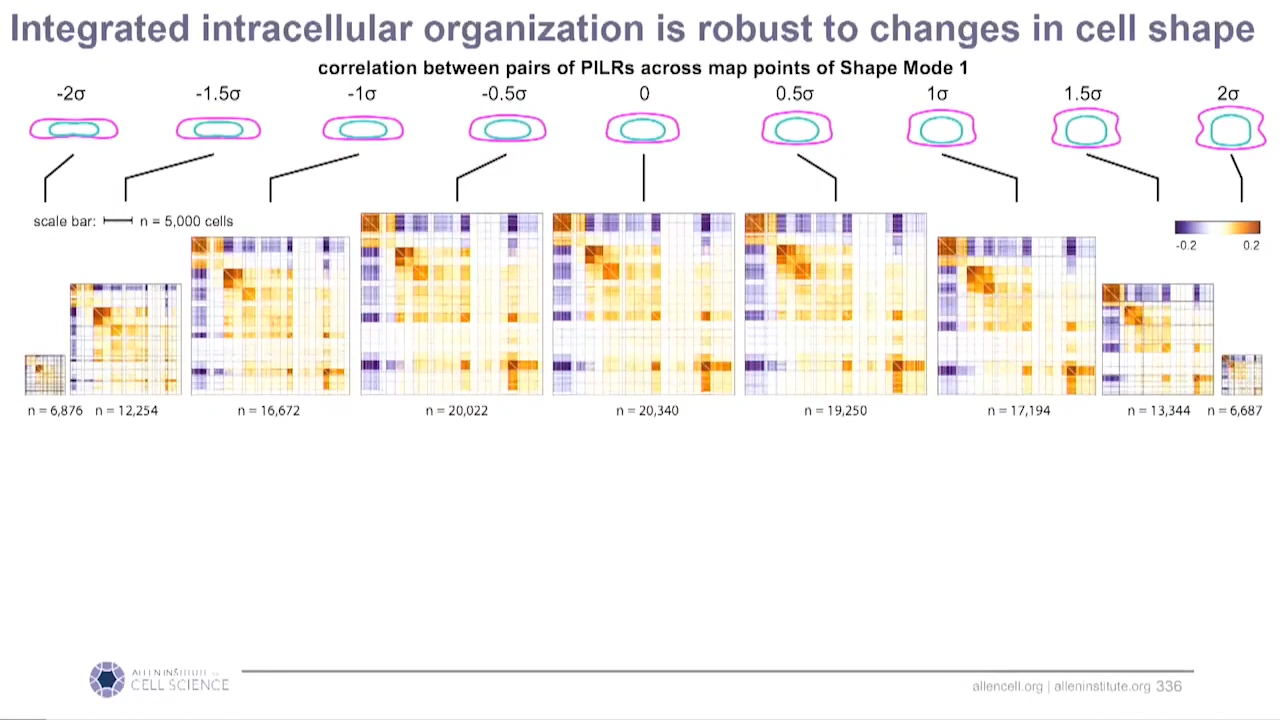 Integrated intracellular organization is robust to changes in cell shape
correlation between pairs of PILRs across map points of Shape Mode 1
-2σ -1.5σ -1σ -0.5σ 0 0.5σ 1σ 1.5σ 2σ
scale bar: n = 5,000 cells
-0.2 0.2
n = 6,876 n = 12,254 n = 16,672 n = 20,022 n = 20,340 n = 19,250 n = 17,194 n = 13,344 n = 6,687
ALLEN INSTITUTE for
CELL SCIENCE
allencell.org | alleninstitute.org 336